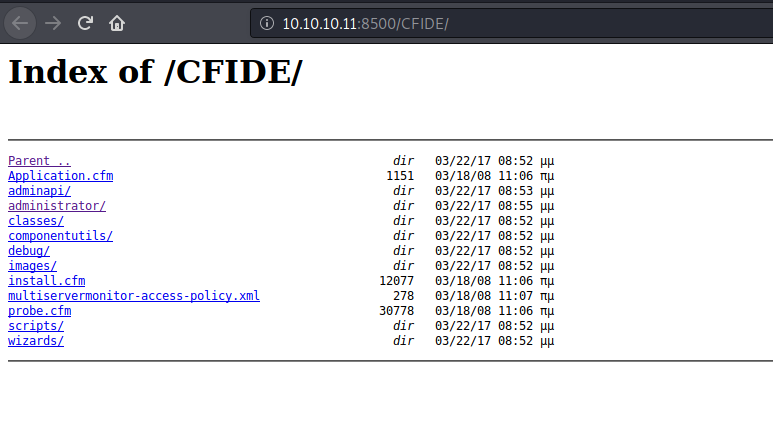 10.10.10.11:8500/CFIDE/
Index of /CFIDE/
Parent .. dir 03/22/17 08:52 μμ
Application.cfm 1151 03/18/08 11:06 πμ
adminapi/ dir 03/22/17 08:53 μμ
administrator/ dir 03/22/17 08:55 μμ
classes/ dir 03/22/17 08:52 μμ
componentutils/ dir 03/22/17 08:52 μμ
debug/ dir 03/22/17 08:52 μμ
images/ dir 03/22/17 08:52 μμ
install.cfm 12077 03/18/08 11:06 πμ
multiservermonitor-access-policy.xml 278 03/18/08 11:07 πμ
probe.cfm 30778 03/18/08 11:06 πμ
scripts/ dir 03/22/17 08:52 μμ
wizards/ dir 03/22/17 08:52 μμ